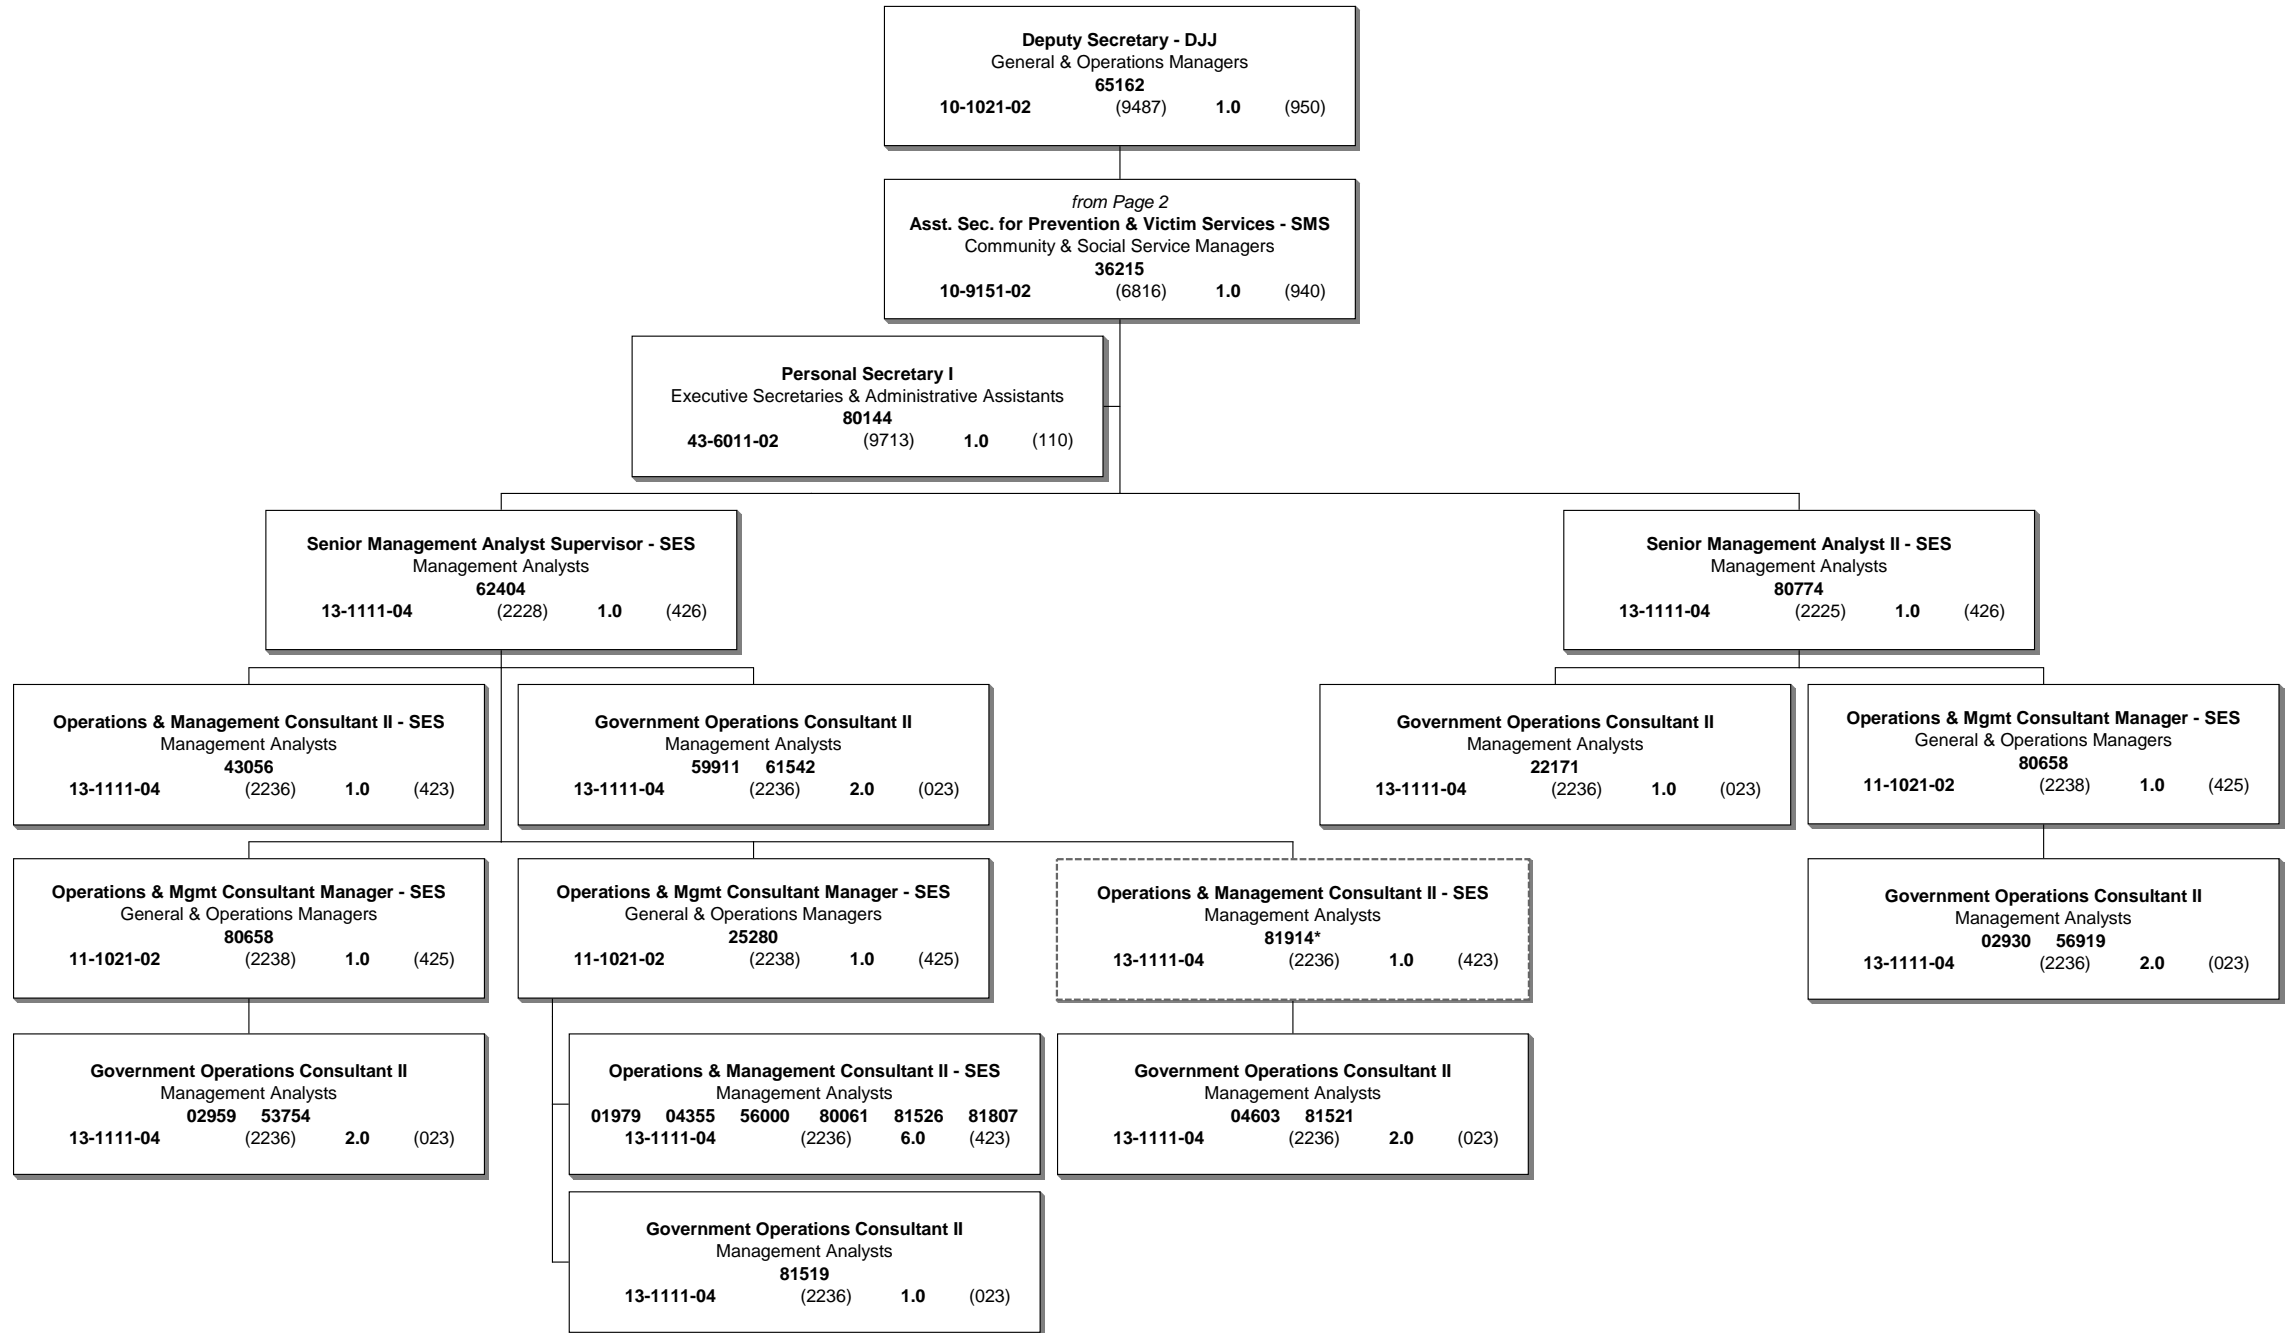 Deputy Secretary - DJJ
General & Operations Managers
65162
10-1021-02 (9487) 1.0 (950)
from Page 2
Asst. Sec. for Prevention & Victim Services - SMS
Community & Social Service Managers
36215
10-9151-02 (6816) 1.0 (940)
Personal Secretary I
Executive Secretaries & Administrative Assistants
80144
43-6011-02 (9713) 1.0 (110)
Senior Management Analyst Supervisor - SES
Management Analysts
62404
13-1111-04 (2228) 1.0 (426)
Senior Management Analyst II - SES
Management Analysts
80774
13-1111-04 (2225) 1.0 (426)
Operations & Management Consultant II - SES
Management Analysts
43056
13-1111-04 (2236) 1.0 (423)
Government Operations Consultant II
Management Analysts
59911 61542
13-1111-04 (2236) 2.0 (023)
Government Operations Consultant II
Management Analysts
22171
13-1111-04 (2236) 1.0 (023)
Operations & Mgmt Consultant Manager - SES
General & Operations Managers
80658
11-1021-02 (2238) 1.0 (425)
Operations & Mgmt Consultant Manager - SES
General & Operations Managers
80658
11-1021-02 (2238) 1.0 (425)
Operations & Mgmt Consultant Manager - SES
General & Operations Managers
25280
11-1021-02 (2238) 1.0 (425)
Operations & Management Consultant II - SES
Management Analysts
81914*
13-1111-04 (2236) 1.0 (423)
Government Operations Consultant II
Management Analysts
02930 56919
13-1111-04 (2236) 2.0 (023)
Government Operations Consultant II
Management Analysts
02959 53754
13-1111-04 (2236) 2.0 (023)
Operations & Management Consultant II - SES
Management Analysts
01979 04355 56000 80061 81526 81807
13-1111-04 (2236) 6.0 (423)
Government Operations Consultant II
Management Analysts
04603 81521
13-1111-04 (2236) 2.0 (023)
Government Operations Consultant II
Management Analysts
81519
13-1111-04 (2236) 1.0 (023)